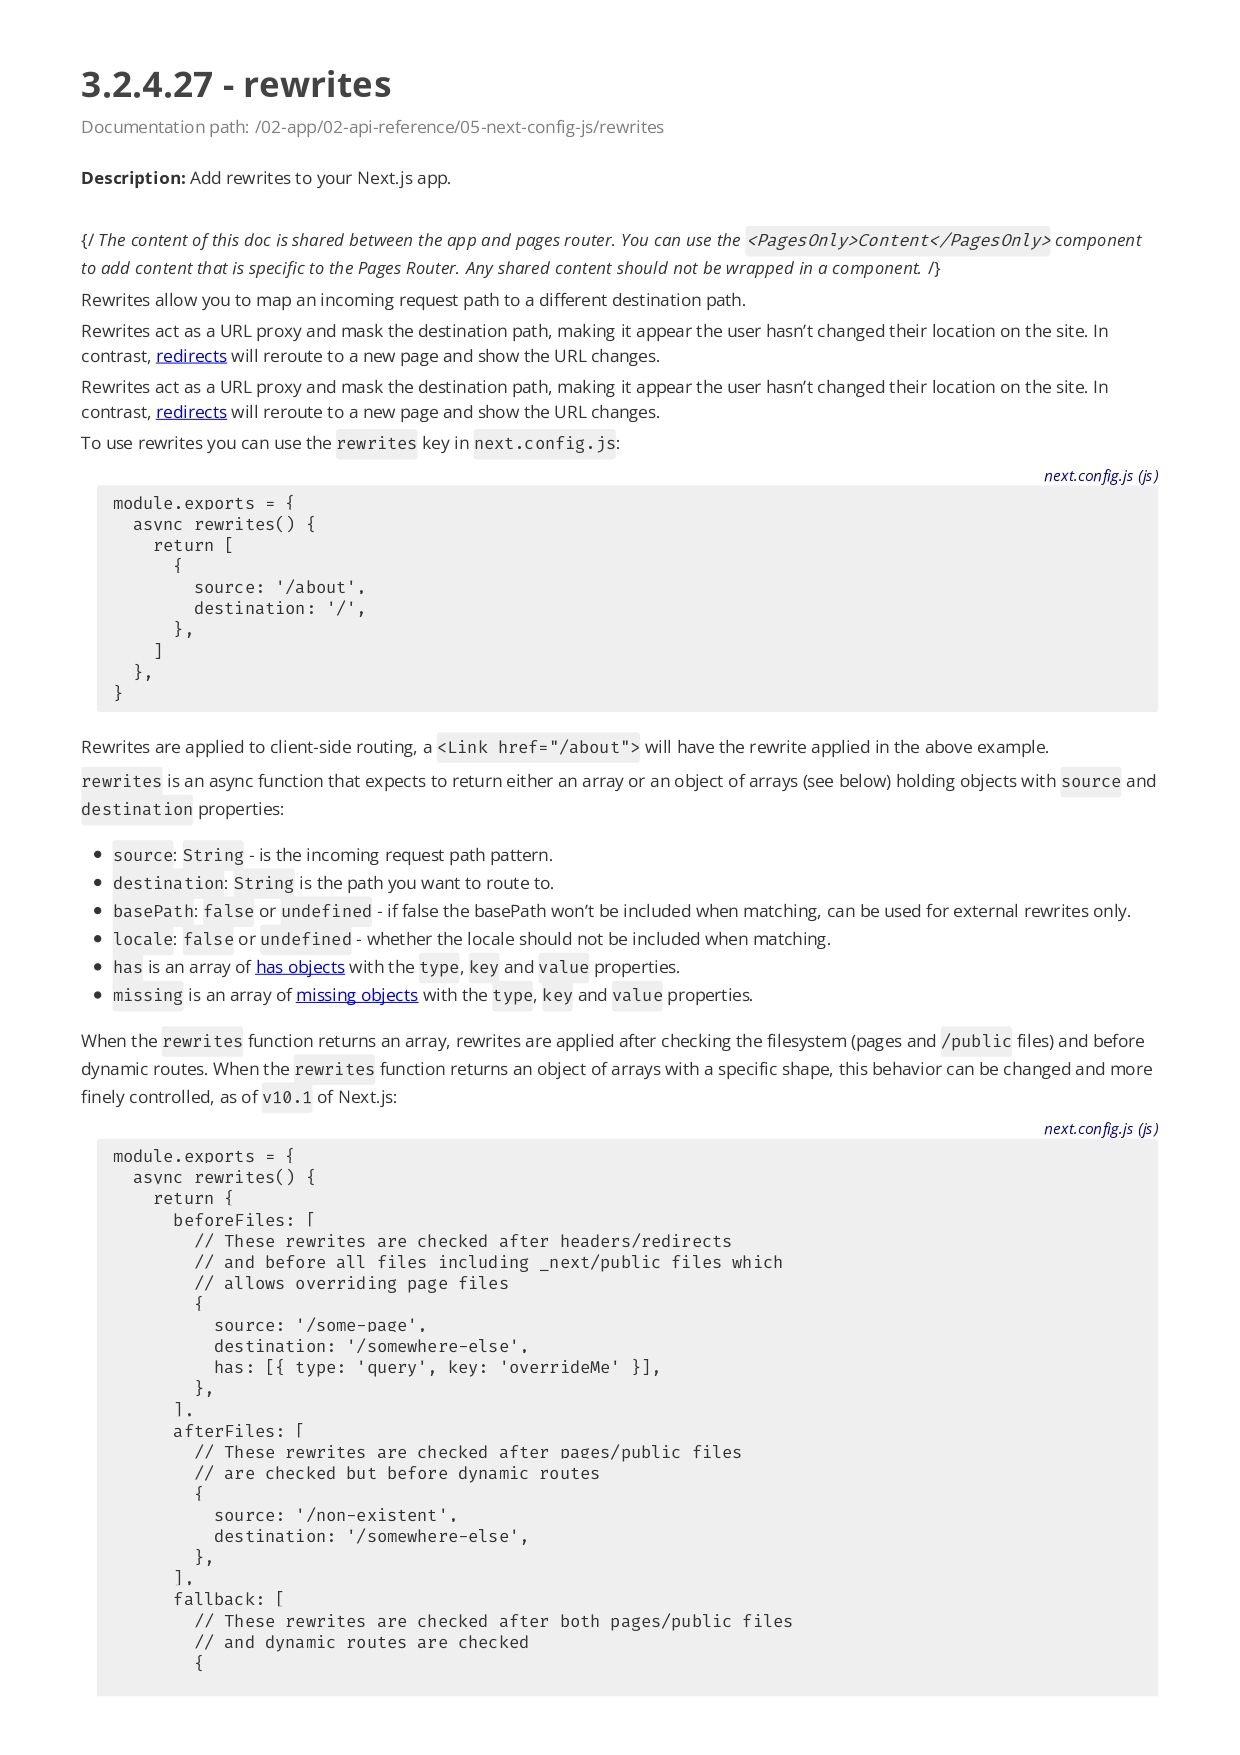 3.2.4.27 - rewrites
Documentation path: /02-app/02-api-reference/05-next-config-js/rewrites
Description: Add rewrites to your Next.js app.
{/ The content of this doc is shared between the app and pages router. You can use the <PagesOnly>Content</PagesOnly> component
to add content that is specific to the Pages Router. Any shared content should not be wrapped in a component. /}
Rewrites allow you to map an incoming request path to a different destination path.
Rewrites act as a URL proxy and mask the destination path, making it appear the user hasn’t changed their location on the site. In
contrast, redirects will reroute to a new page and show the URL changes.
Rewrites act as a URL proxy and mask the destination path, making it appear the user hasn’t changed their location on the site. In
contrast, redirects will reroute to a new page and show the URL changes.
To use rewrites you can use the rewrites key in next.config.js:
next.config.js (js)
module.exports = {
  async rewrites() {
    return [
      {
        source: '/about',
        destination: '/',
      },
    ]
  },
}
Rewrites are applied to client-side routing, a <Link href="/about"> will have the rewrite applied in the above example.
rewrites is an async function that expects to return either an array or an object of arrays (see below) holding objects with source and
destination properties:
• source: String - is the incoming request path pattern.
• destination: String is the path you want to route to.
• basePath: false or undefined - if false the basePath won’t be included when matching, can be used for external rewrites only.
• locale: false or undefined - whether the locale should not be included when matching.
• has is an array of has objects with the type, key and value properties.
• missing is an array of missing objects with the type, key and value properties.
When the rewrites function returns an array, rewrites are applied after checking the filesystem (pages and /public files) and before
dynamic routes. When the rewrites function returns an object of arrays with a specific shape, this behavior can be changed and more
finely controlled, as of v10.1 of Next.js:
next.config.js (js)
module.exports = {
  async rewrites() {
    return {
      beforeFiles: [
        // These rewrites are checked after headers/redirects
        // and before all files including _next/public files which
        // allows overriding page files
        {
          source: '/some-page',
          destination: '/somewhere-else',
          has: [{ type: 'query', key: 'overrideMe' }],
        },
      ],
      afterFiles: [
        // These rewrites are checked after pages/public files
        // are checked but before dynamic routes
        {
          source: '/non-existent',
          destination: '/somewhere-else',
        },
      ],
      fallback: [
        // These rewrites are checked after both pages/public files
        // and dynamic routes are checked
        {